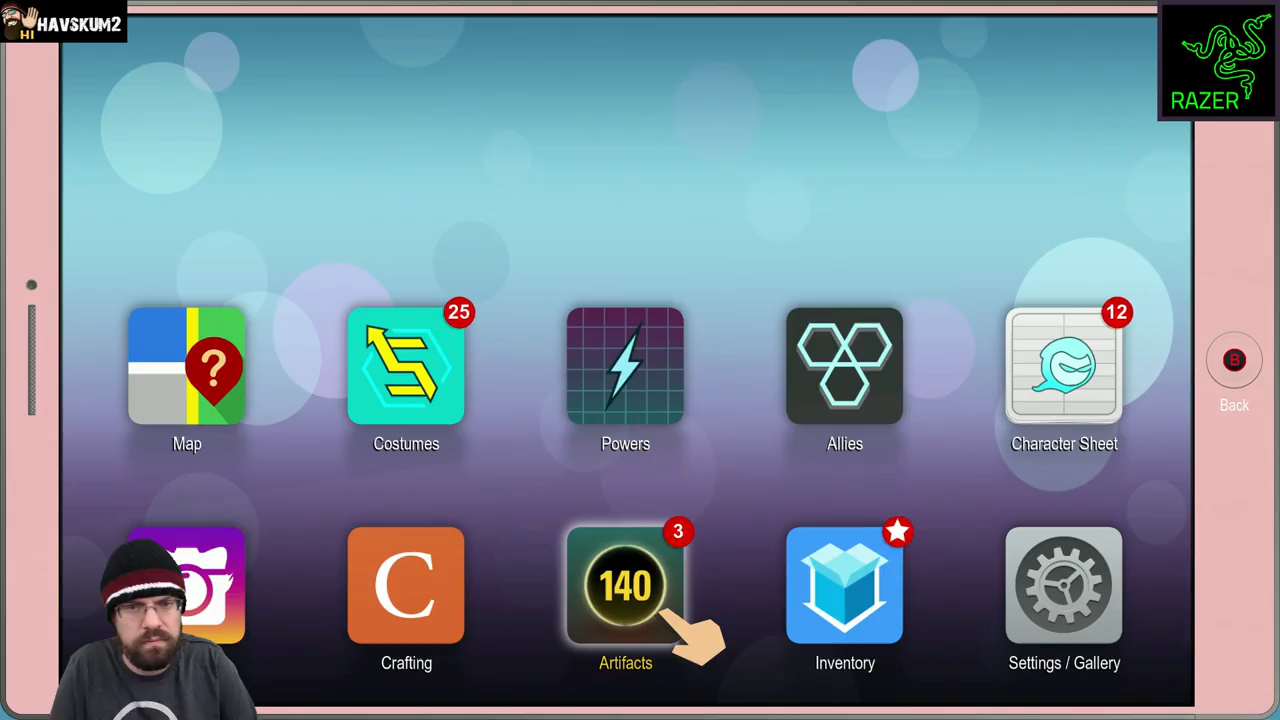 HI
HAVSKUM2
RAZER
25
12
?
Map
Costumes
Powers
Allies
Character Sheet
B
Back
3
C
140
Crafting
Artifacts
Inventory
Settings / Gallery